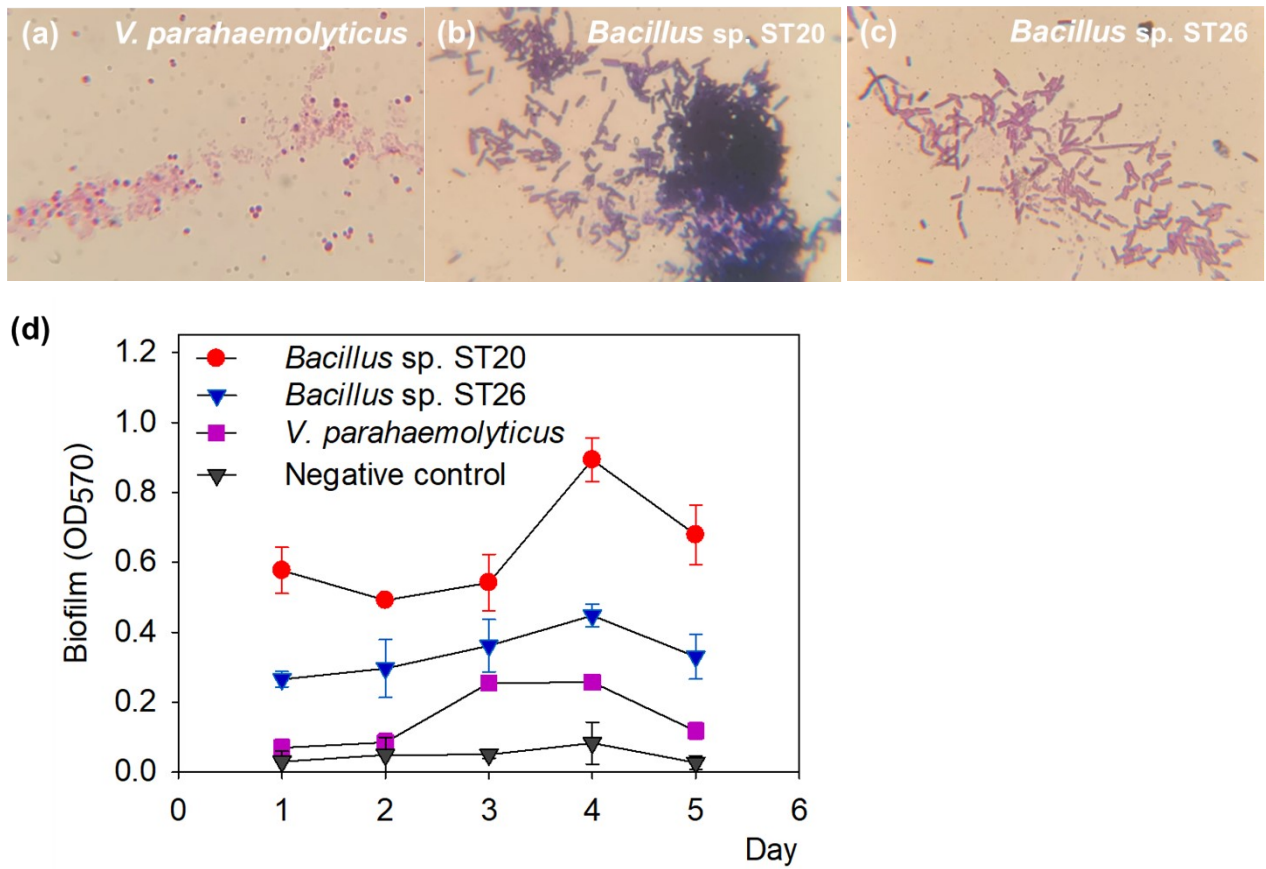 (a) V. parahaemolyticus
(b) Bacillus sp. ST20
(c) Bacillus sp. ST26
(d)
Bacillus sp. ST20
Bacillus sp. ST26
V. parahaemolyticus
Negative control
Biofilm (OD570)
1.2
1.0
0.8
0.6
0.4
0.2
0.0
0 1 2 3 4 5 6
Day